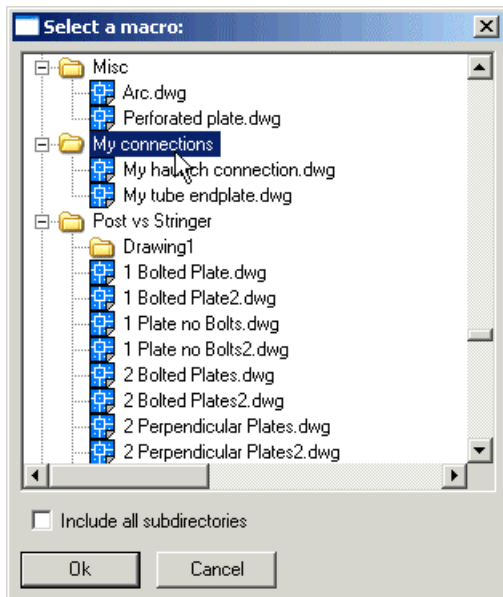 Select a macro:
Misc
Arc.dwg
Perforated plate.dwg
My connections
My haunch connection.dwg
My tube endplate.dwg
Post vs Stringer
Drawing1
1 Bolted Plate.dwg
1 Bolted Plate2.dwg
1 Plate no Bolts.dwg
1 Plate no Bolts2.dwg
2 Bolted Plates.dwg
2 Bolted Plates2.dwg
2 Perpendicular Plates.dwg
2 Perpendicular Plates2.dwg
Include all subdirectories
Ok
Cancel